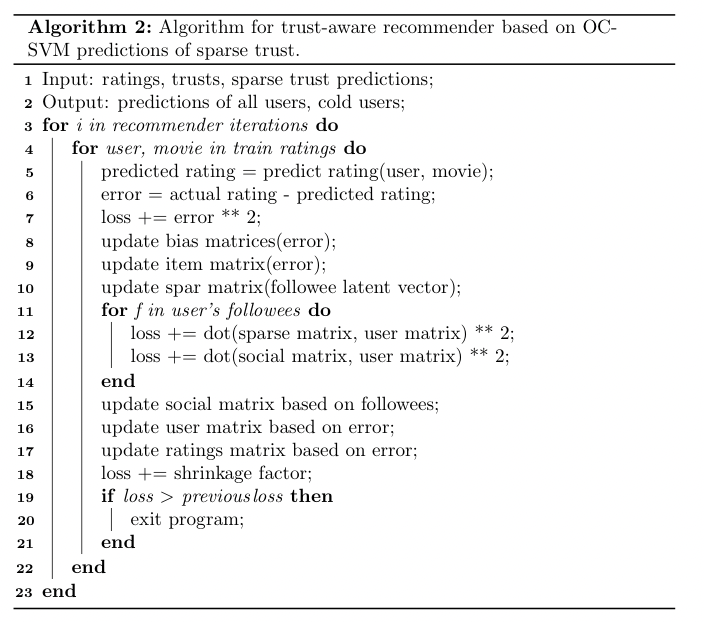 Algorithm 2: Algorithm for trust-aware recommender based on OC-
SVM predictions of sparse trust.
1 Input: ratings, trusts, sparse trust predictions;
2 Output: predictions of all users, cold users;
3 for i in recommender iterations do
4 for user, movie in train ratings do
5 predicted rating = predict rating(user, movie);
6 error = actual rating - predicted rating;
7 loss += error ** 2;
8 update bias matrices(error);
9 update item matrix(error);
10 update spar matrix(followee latent vector);
11 for f in user's followees do
12 loss += dot(sparse matrix, user matrix) ** 2;
13 loss += dot(social matrix, user matrix) ** 2;
14 end
15 update social matrix based on followees;
16 update user matrix based on error;
17 update ratings matrix based on error;
18 loss += shrinkage factor;
19 if loss > previousloss then
20 exit program;
21 end
22 end
23 end